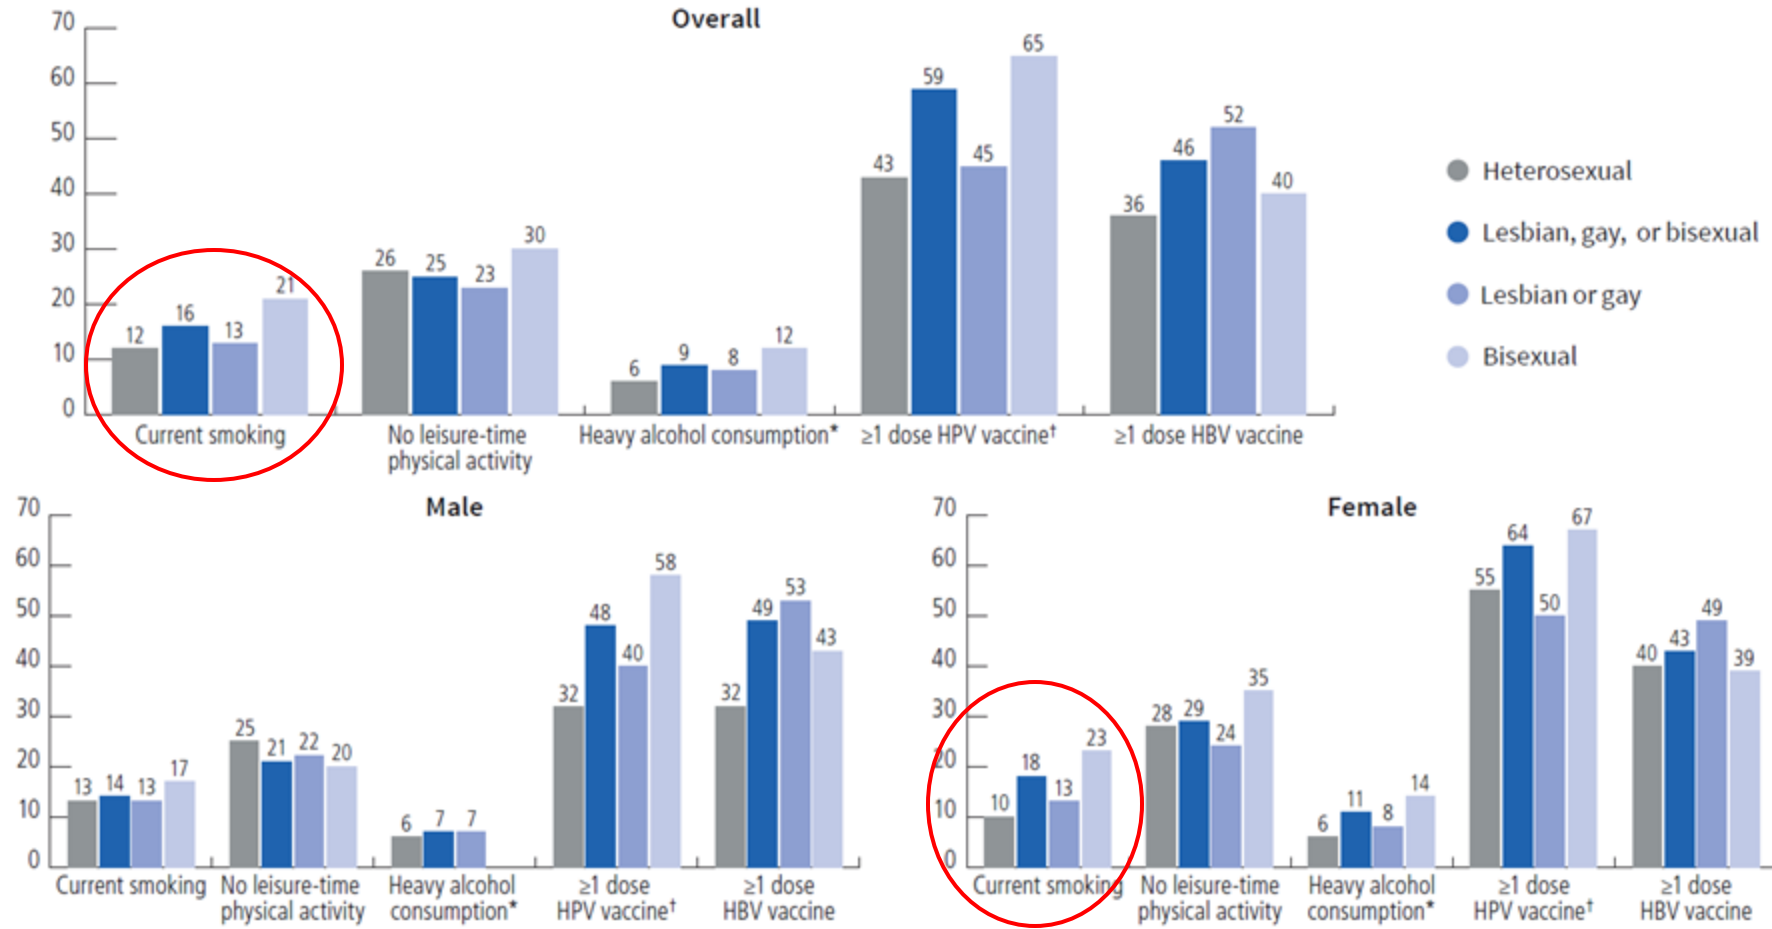 Overall
70
60
50
40
30
20
10
0
12 16 13 21
26 25 23 30
6 9 8 12
43 59 45 65
36 46 52 40
Current smoking
No leisure-time
physical activity
Heavy alcohol consumption*
≥1 dose HPV vaccine†
≥1 dose HBV vaccine
Heterosexual
Lesbian, gay, or bisexual
Lesbian or gay
Bisexual
Male
70
60
50
40
30
20
10
0
13 14 13 17
25 21 22 20
6 7 7
32 48 40 58
32 49 53 43
Current smoking
No leisure-time
physical activity
Heavy alcohol
consumption*
≥1 dose
HPV vaccine†
≥1 dose
HBV vaccine
Female
70
60
50
40
30
20
10
0
10 18 13 23
28 29 24 35
6 11 8 14
55 64 50 67
40 43 49 39
Current smoking
No leisure-time
physical activity
Heavy alcohol
consumption*
≥1 dose
HPV vaccine†
≥1 dose
HBV vaccine